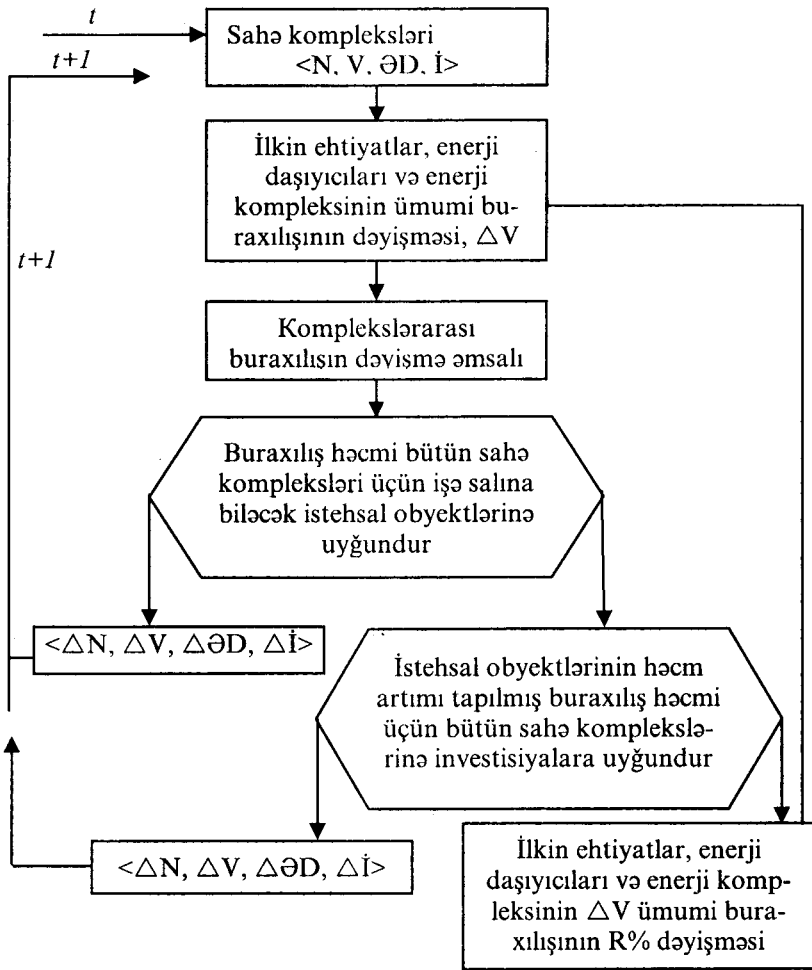 t
Sahə kompleksləri
<N, V, ƏD, İ>
t+1
İlkin ehtiyatlar, enerji
daşıyıcıları və enerji
kompleksinin ümumi bu-
raxılışının dəyişməsi, △V
t+1
Komplekslərarası
buraxılışın dəyişmə əmsalı
Buraxılış həcmi bütün sahə
kompleksləri üçün işə salına
biləcək istehsal obyektlərinə
uyğundur
<△N, △V, △ƏD, △İ>
İstehsal obyektlərinin həcm
artımı tapılmış buraxılış həcmi
üçün bütün sahə komplekslə-
rinə investisiyalara uyğundur
<△N, △V, △ƏD, △İ>
İlkin ehtiyatlar, enerji
daşıyıcıları və enerji komp-
leksinin △V ümumi bura-
xılışının R% dəyişməsi